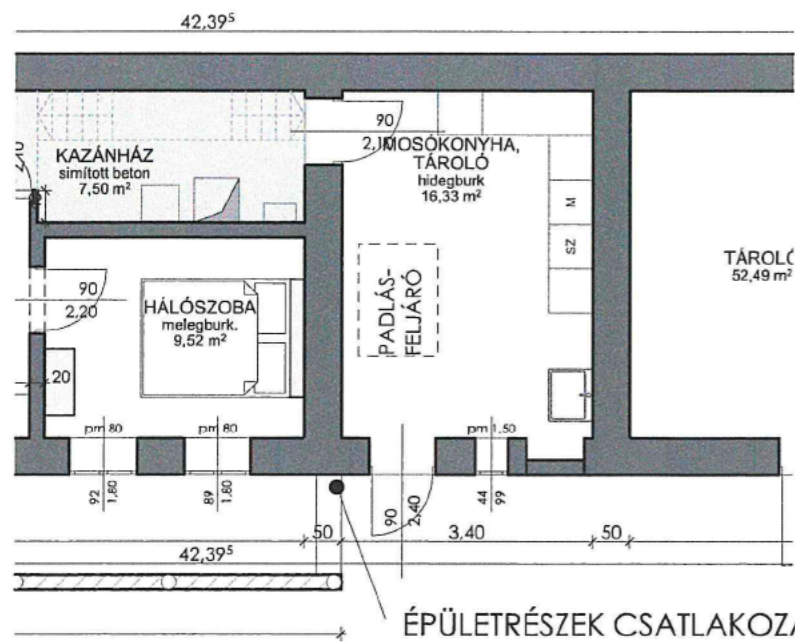 42,39⁵
KAZÁNHÁZ
simított beton
7,50 m²
90
MOSÓKONYHA,
TÁROLÓ
hidegburk
16,33 m²
M
SZ
TÁROLÓ
52,49 m²
90
2,20
HÁLÓSZOBA
melegburk.
9,52 m²
PADLÁS-
FELJÁRÓ
20
pm 80
pm 80
pm 1,50
92
1,80
89
1,80
90
2,40
44
99
50
3,40
50
42,39⁵
ÉPÜLETRÉSZEK CSATLAKOZÁ